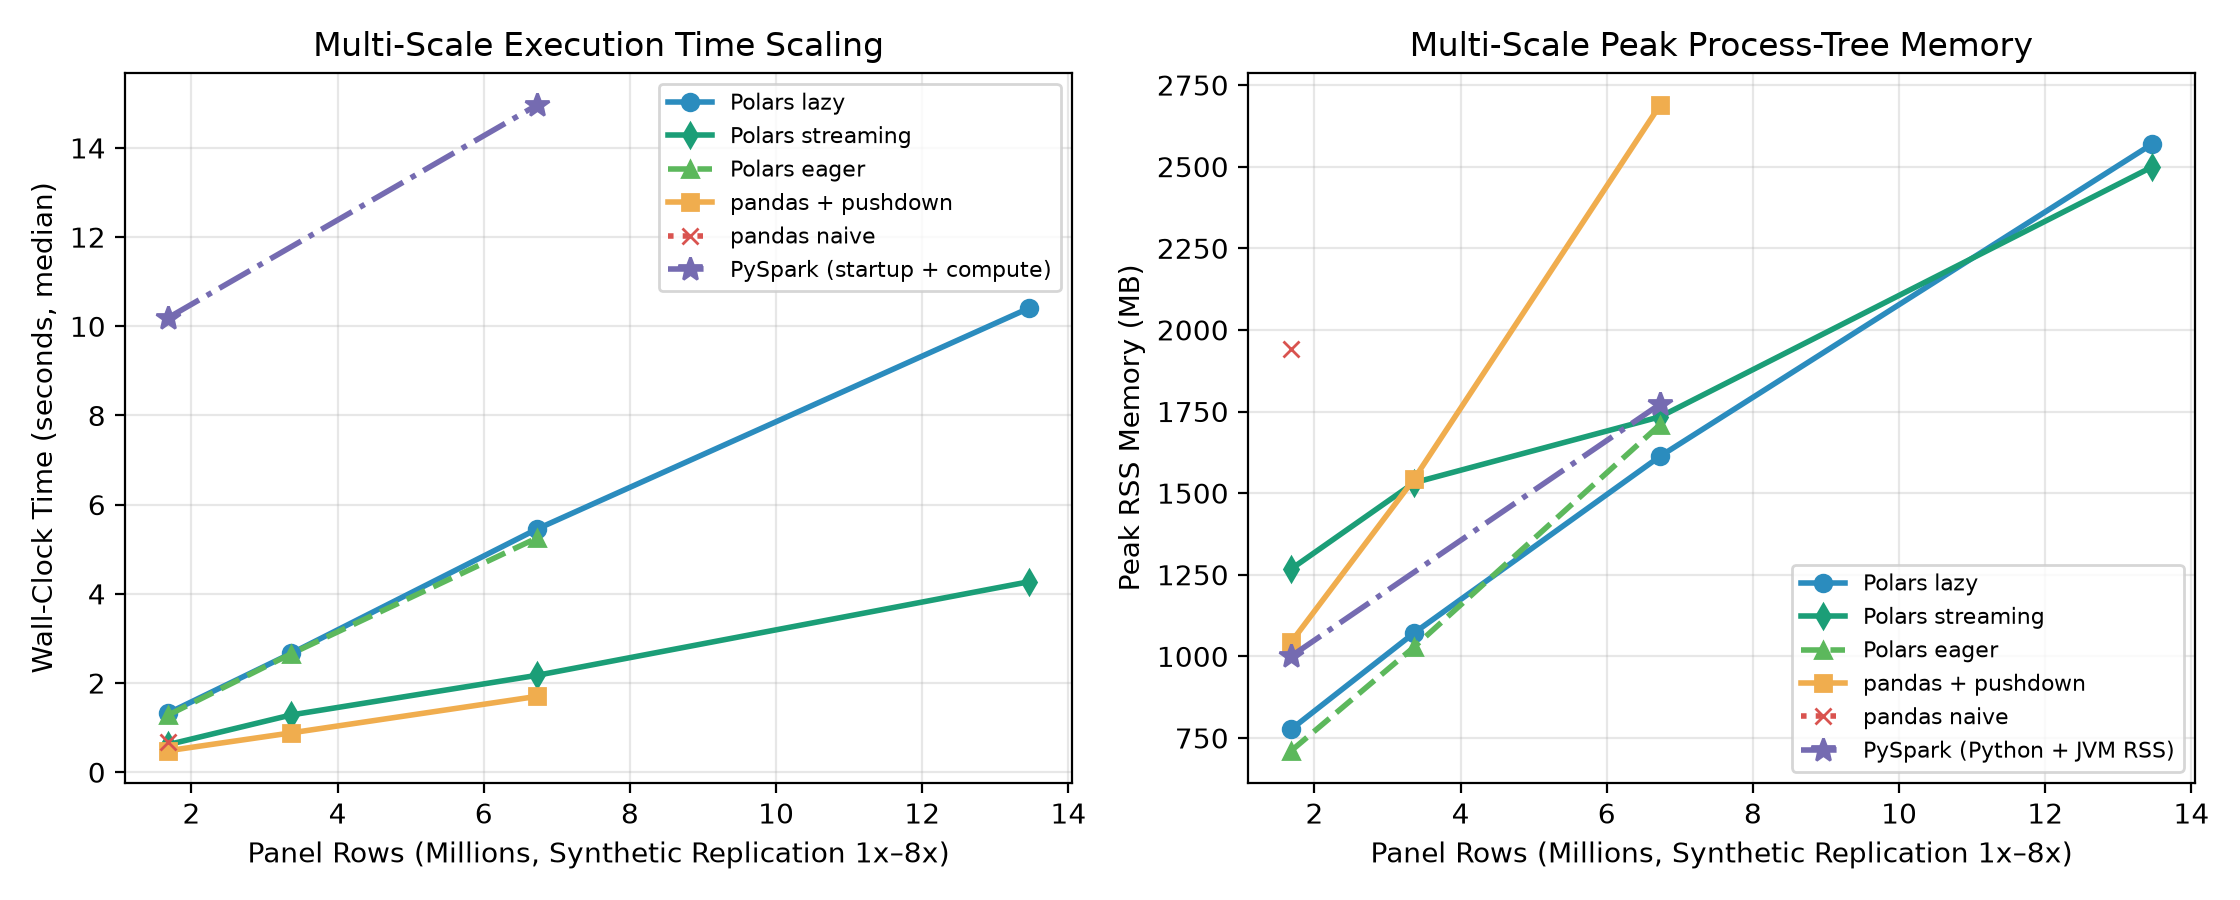 Multi-Scale Execution Time Scaling
Wall-Clock Time (seconds, median)
14
12
10
8
6
4
2
0
Polars lazy
Polars streaming
Polars eager
pandas + pushdown
pandas naive
PySpark (startup + compute)
2 4 6 8 10 12 14
Panel Rows (Millions, Synthetic Replication 1x–8x)
Multi-Scale Peak Process-Tree Memory
Peak RSS Memory (MB)
2750
2500
2250
2000
1750
1500
1250
1000
750
Polars lazy
Polars streaming
Polars eager
pandas + pushdown
pandas naive
PySpark (Python + JVM RSS)
2 4 6 8 10 12 14
Panel Rows (Millions, Synthetic Replication 1x–8x)